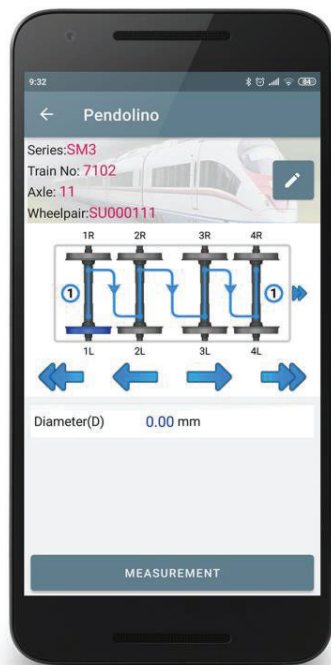 9:32
84
← Pendolino
Series:SM3
Train No: 7102
Axle: 11
Wheelpair:SU000111
1R 2R 3R 4R
1 1
1L 2L 3L 4L
Diameter(D) 0.00 mm
MEASUREMENT